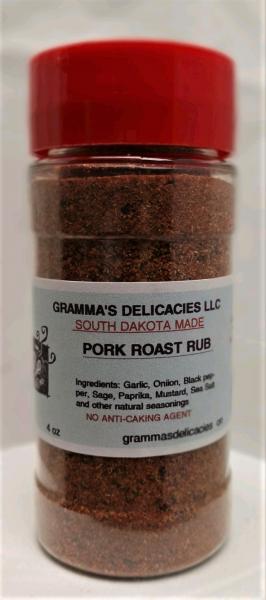 GRAMMA'S DELICACIES LLC
SOUTH DAKOTA MADE
PORK ROAST RUB
Ingredients: Garlic, Oniion, Black pep-
per, Sage, Paprika, Mustard, Sea Salt
and other natural seasonings
NO ANTI-CAKING AGENT
4 oz
grammasdelicacies